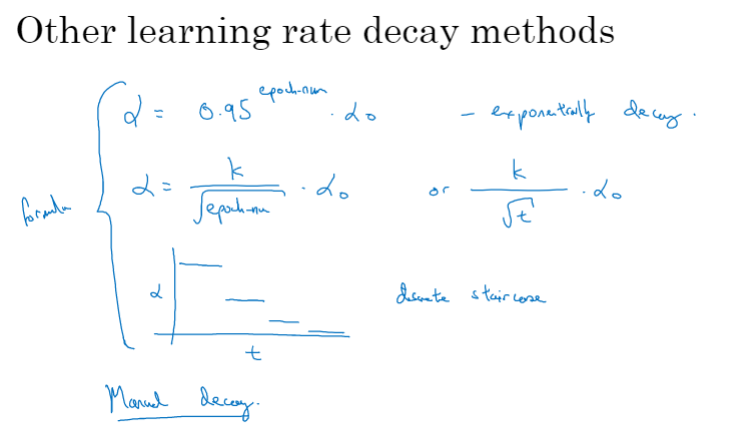 Other learning rate decay methods
α = 0.95^epoch-num · α₀ - exponentially decay.
formula
α = k/√epoch-num · α₀ or k/√t · α₀
α
discrete staircase
t
Manual decay.